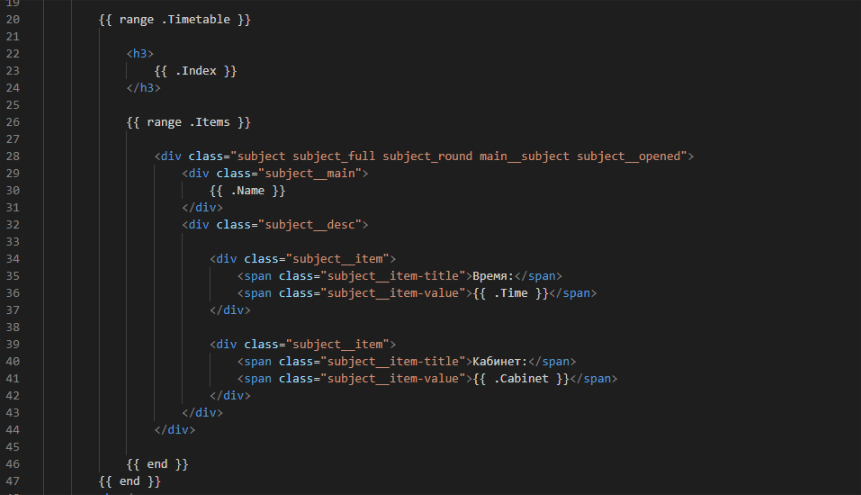 19
20 {{ range .Timetable }}
21
22 <h3>
23 {{ .Index }}
24 </h3>
25
26 {{ range .Items }}
27
28 <div class="subject subject_full subject_round main__subject subject__opened">
29 <div class="subject__main">
30 {{ .Name }}
31 </div>
32 <div class="subject__desc">
33
34 <div class="subject__item">
35 <span class="subject__item-title">Время:</span>
36 <span class="subject__item-value">{{ .Time }}</span>
37 </div>
38
39 <div class="subject__item">
40 <span class="subject__item-title">Кабинет:</span>
41 <span class="subject__item-value">{{ .Cabinet }}</span>
42 </div>
43 </div>
44 </div>
45
46 {{ end }}
47 {{ end }}